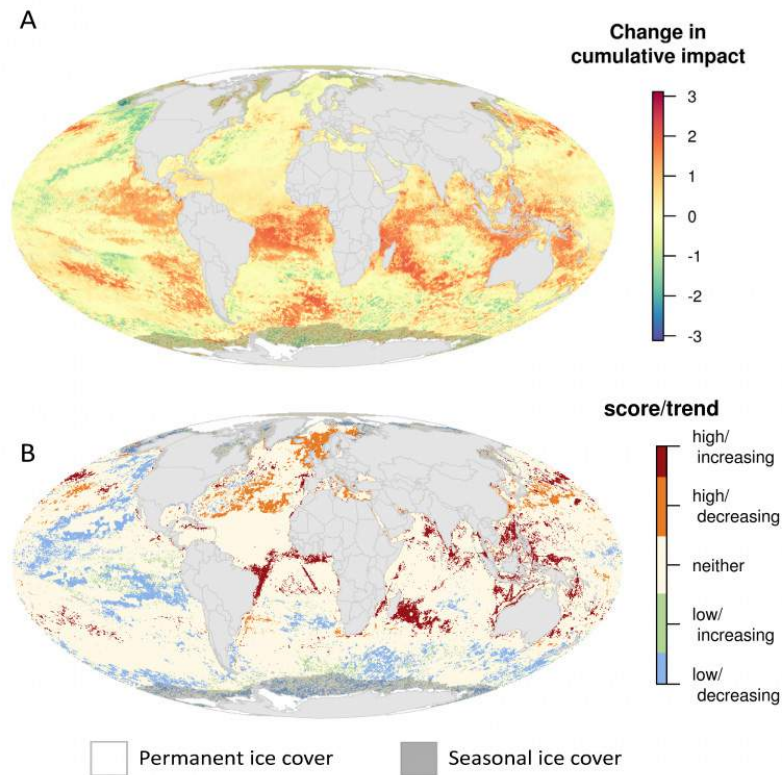 A
Change in
cumulative impact
3
2
1
0
-1
-2
-3
B
score/trend
high/
increasing
high/
decreasing
neither
low/
increasing
low/
decreasing
Permanent ice cover
Seasonal ice cover